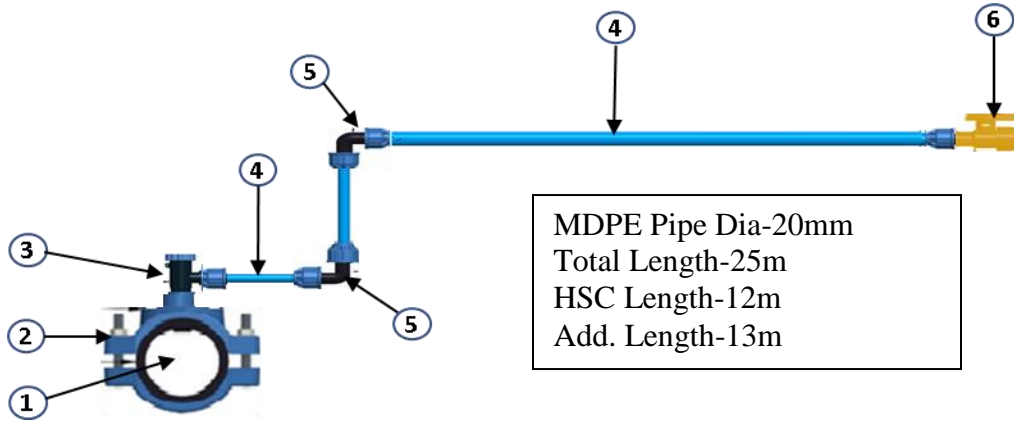 6
4
5
4
3
5
2
1
MDPE Pipe Dia-20mm
Total Length-25m
HSC Length-12m
Add. Length-13m